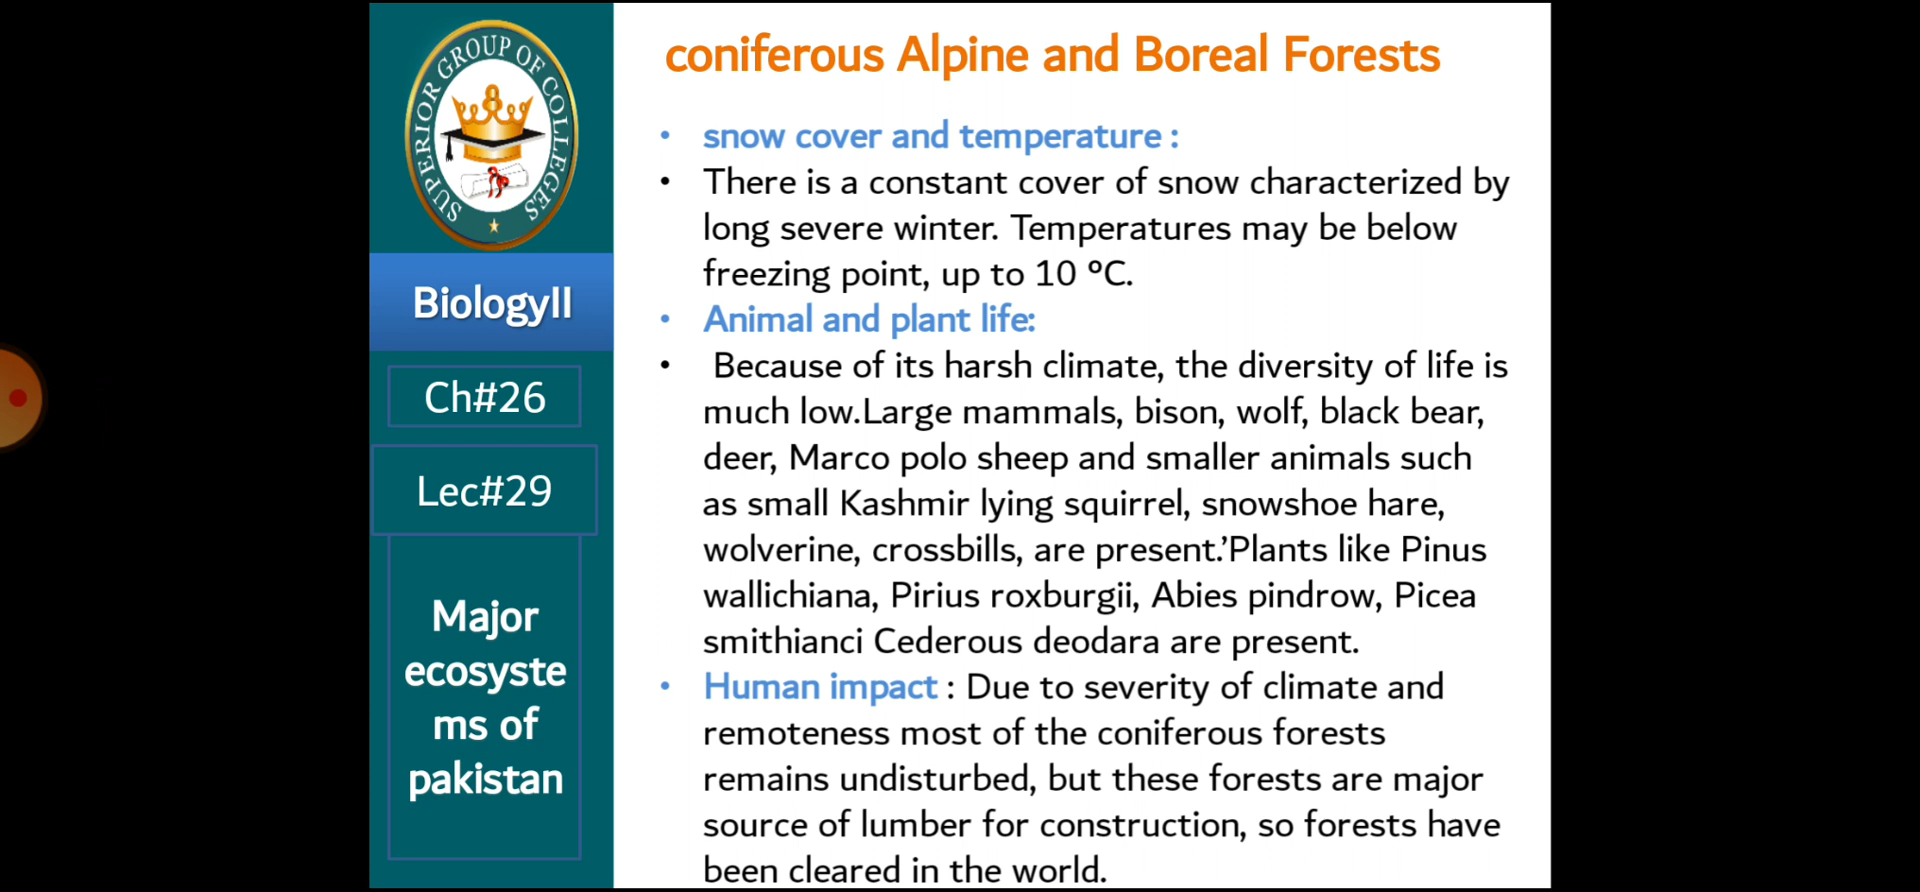 SUPERIOR GROUP OF COLLEGES
BiologyII
Ch#26
Lec#29
Major
ecosyste
ms of
pakistan
coniferous Alpine and Boreal Forests
• snow cover and temperature :
• There is a constant cover of snow characterized by
long severe winter. Temperatures may be below
freezing point, up to 10 ºC.
• Animal and plant life:
• Because of its harsh climate, the diversity of life is
much low.Large mammals, bison, wolf, black bear,
deer, Marco polo sheep and smaller animals such
as small Kashmir lying squirrel, snowshoe hare,
wolverine, crossbills, are present.’Plants like Pinus
wallichiana, Pirius roxburgii, Abies pindrow, Picea
smithianci Cederous deodara are present.
• Human impact : Due to severity of climate and
remoteness most of the coniferous forests
remains undisturbed, but these forests are major
source of lumber for construction, so forests have
been cleared in the world.